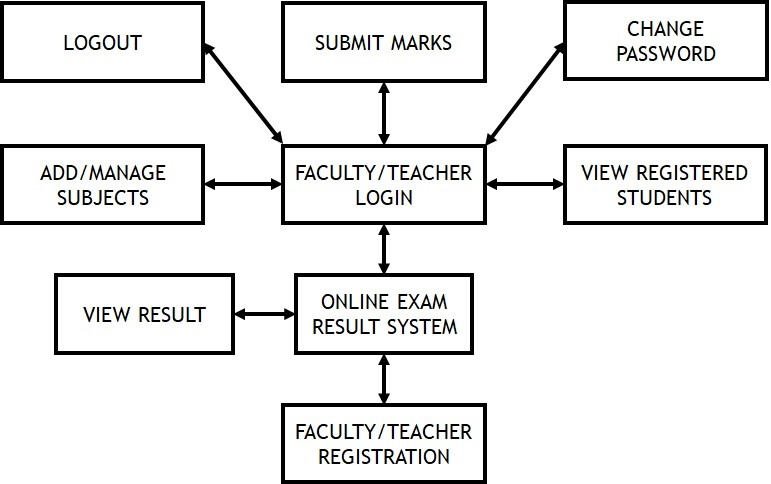 LOGOUT
SUBMIT MARKS
CHANGE
PASSWORD
ADD/MANAGE
SUBJECTS
FACULTY/TEACHER
LOGIN
VIEW REGISTERED
STUDENTS
VIEW RESULT
ONLINE EXAM
RESULT SYSTEM
FACULTY/TEACHER
REGISTRATION